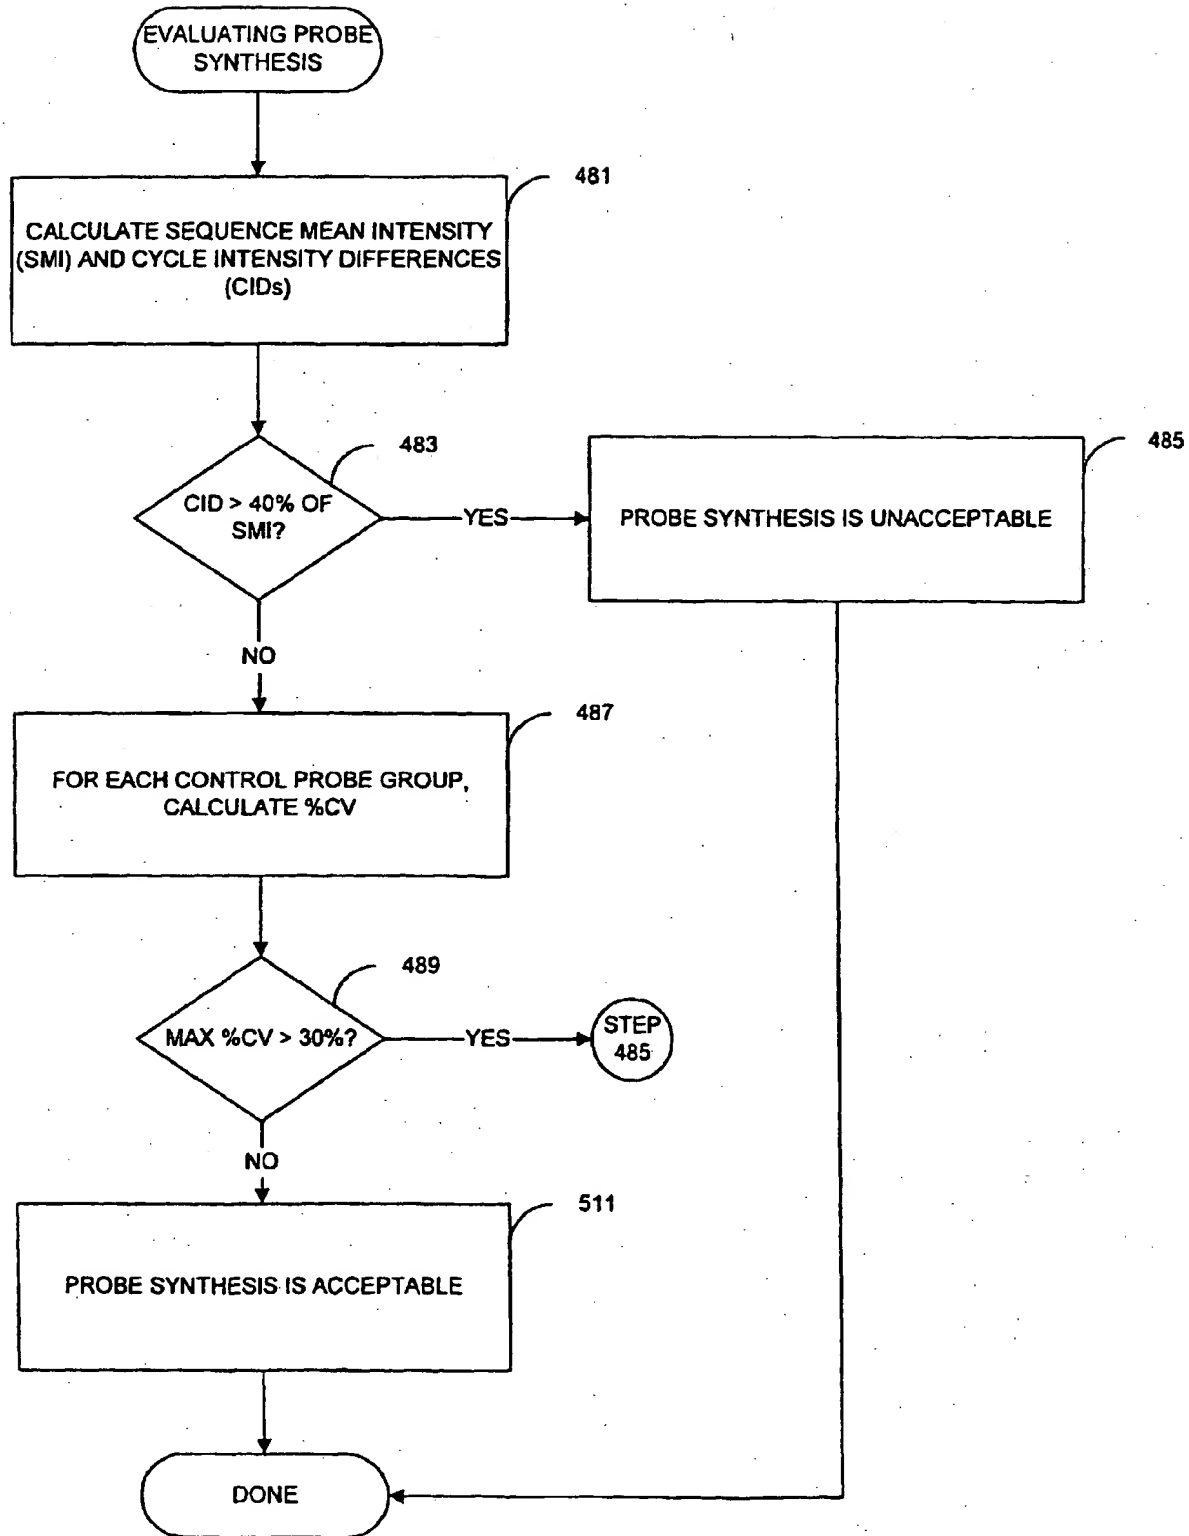 EVALUATING PROBE
SYNTHESIS
481
CALCULATE SEQUENCE MEAN INTENSITY
(SMI) AND CYCLE INTENSITY DIFFERENCES
(CIDs)
483
CID > 40% OF
SMI?
YES
485
PROBE SYNTHESIS IS UNACCEPTABLE
NO
487
FOR EACH CONTROL PROBE GROUP,
CALCULATE %CV
489
MAX %CV > 30%?
YES
STEP
485
NO
511
PROBE SYNTHESIS IS ACCEPTABLE
DONE